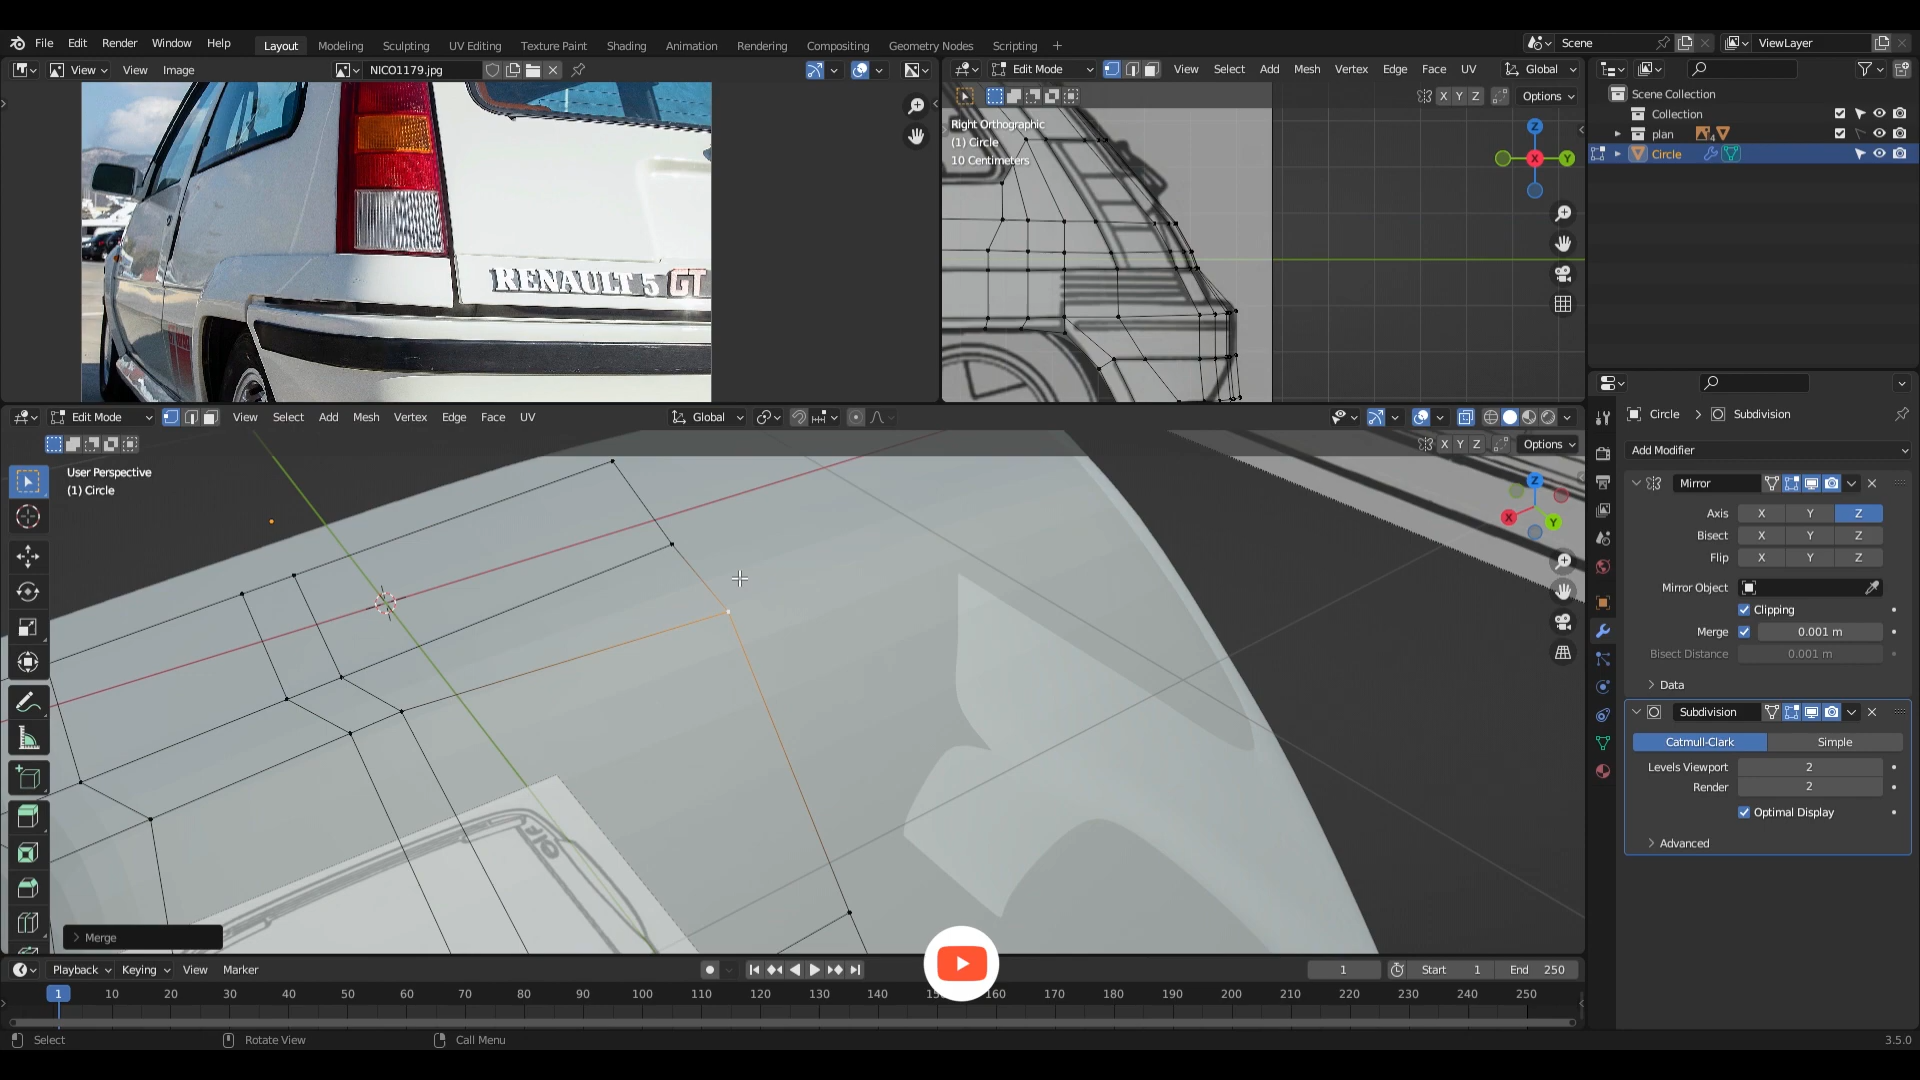 File Edit Render Window Help Layout Modeling Sculpting UV Editing Texture Paint Shading Animation Rendering Compositing Geometry Nodes Scripting + Scene ViewLayer
View View Image NICO1179.jpg
Edit Mode View Select Add Mesh Vertex Edge Face UV Global
X Y Z Options
Right Orthographic
(1) Circle
10 Centimeters
Z
X
Y
Scene Collection
Collection
plan 4
Circle
RENAULT 5 GT
Edit Mode View Select Add Mesh Vertex Edge Face UV Global
X Y Z Options
User Perspective
(1) Circle
Z
X
Y
Merge
Circle > Subdivision
Add Modifier
Mirror
Axis X Y Z
Bisect X Y Z
Flip X Y Z
Mirror Object
Clipping
Merge 0.001 m
Bisect Distance 0.001 m
Data
Subdivision
Catmull-Clark Simple
Levels Viewport 2
Render 2
Optimal Display
Advanced
Playback Keying View Marker 1 Start 1 End 250
1 10 20 30 40 50 60 70 80 90 100 110 120 130 140 160 170 180 190 200 210 220 230 240 250
Select Rotate View Call Menu 3.5.0